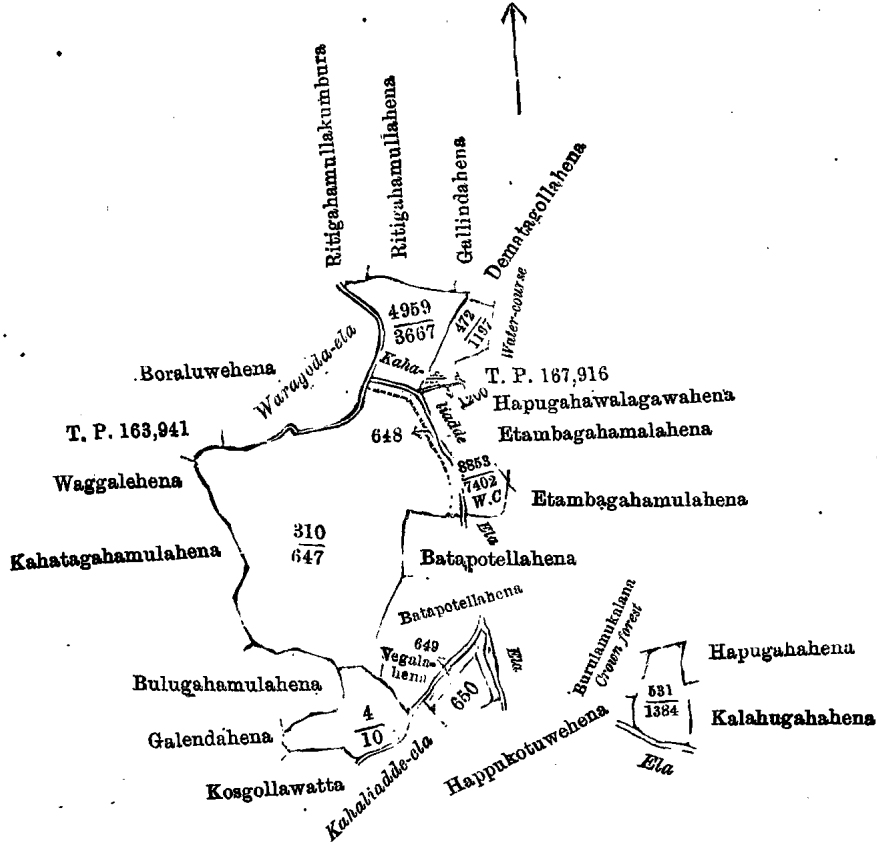 Ritigahamullakumbura
Ritigahamullahena
Gallindahena
Dematagollahena
4959
3667
472
1197
Water-course
Waragoda-ela
Kaha-
liadde
Boraluwehena
T. P. 167,916
1200
Hapugahawalagawahena
T. P. 163,941
648
Etambagahamalahena
Waggalehena
8853
7402
W.C
Etambagahamulahena
Ela
310
647
Kahatagahamulahena
Batapotellahena
Batapotellahena
649
Vegala-
hena
Ela
650
Burulamukalana
Crown forest
Hapugahahena
531
1384
Kalahugahahena
Bulugahamulahena
4
10
Galendahena
Kosgollawatta
Kahaliadde-ela
Happukotuwehena
Ela